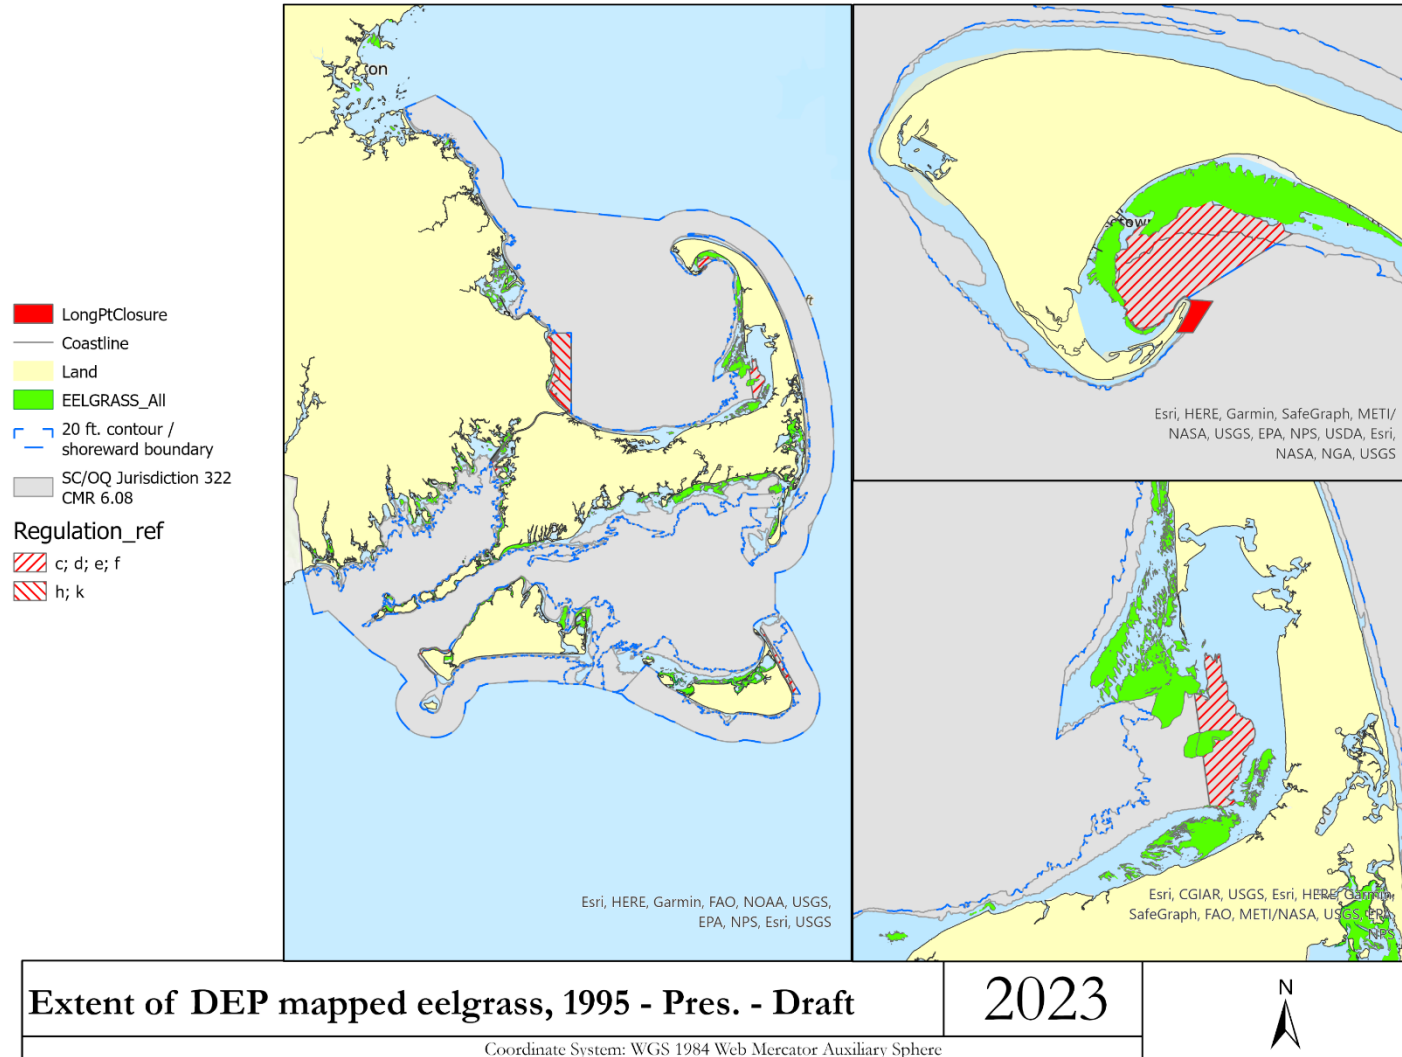 on
ft
LongPtClosure
Coastline
Land
EELGRASS_All
20 ft. contour /
shoreward boundary
SC/OQ Jurisdiction 322
CMR 6.08
Regulation_ref
c; d; e; f
h; k
Esri, HERE, Garmin, FAO, NOAA, USGS,
EPA, NPS, Esri, USGS
Esri, HERE, Garmin, SafeGraph, METI/
NASA, USGS, EPA, NPS, USDA, Esri,
NASA, NGA, USGS
Esri, CGIAR, USGS, Esri, HERE, Garmin,
SafeGraph, FAO, METI/NASA, USGS, EPA,
NPS
Extent of DEP mapped eelgrass, 1995 - Pres. - Draft
2023
N
Coordinate System: WGS 1984 Web Mercator Auxiliary Sphere